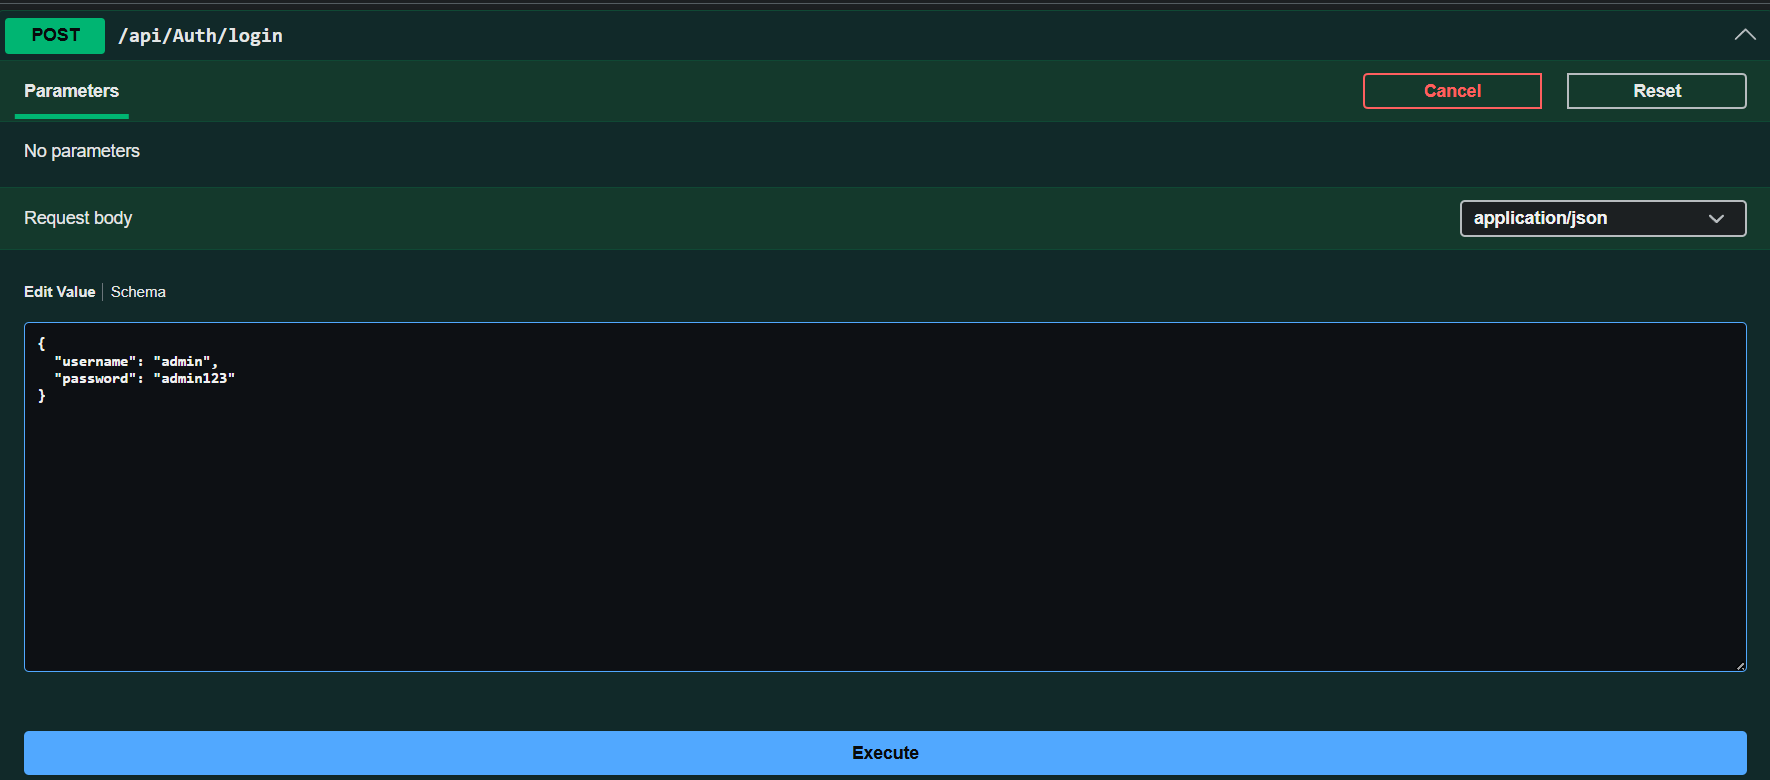 POST /api/Auth/login
Parameters Cancel Reset
No parameters
Request body application/json
Edit Value Schema
{
  "username": "admin",
  "password": "admin123"
}
Execute